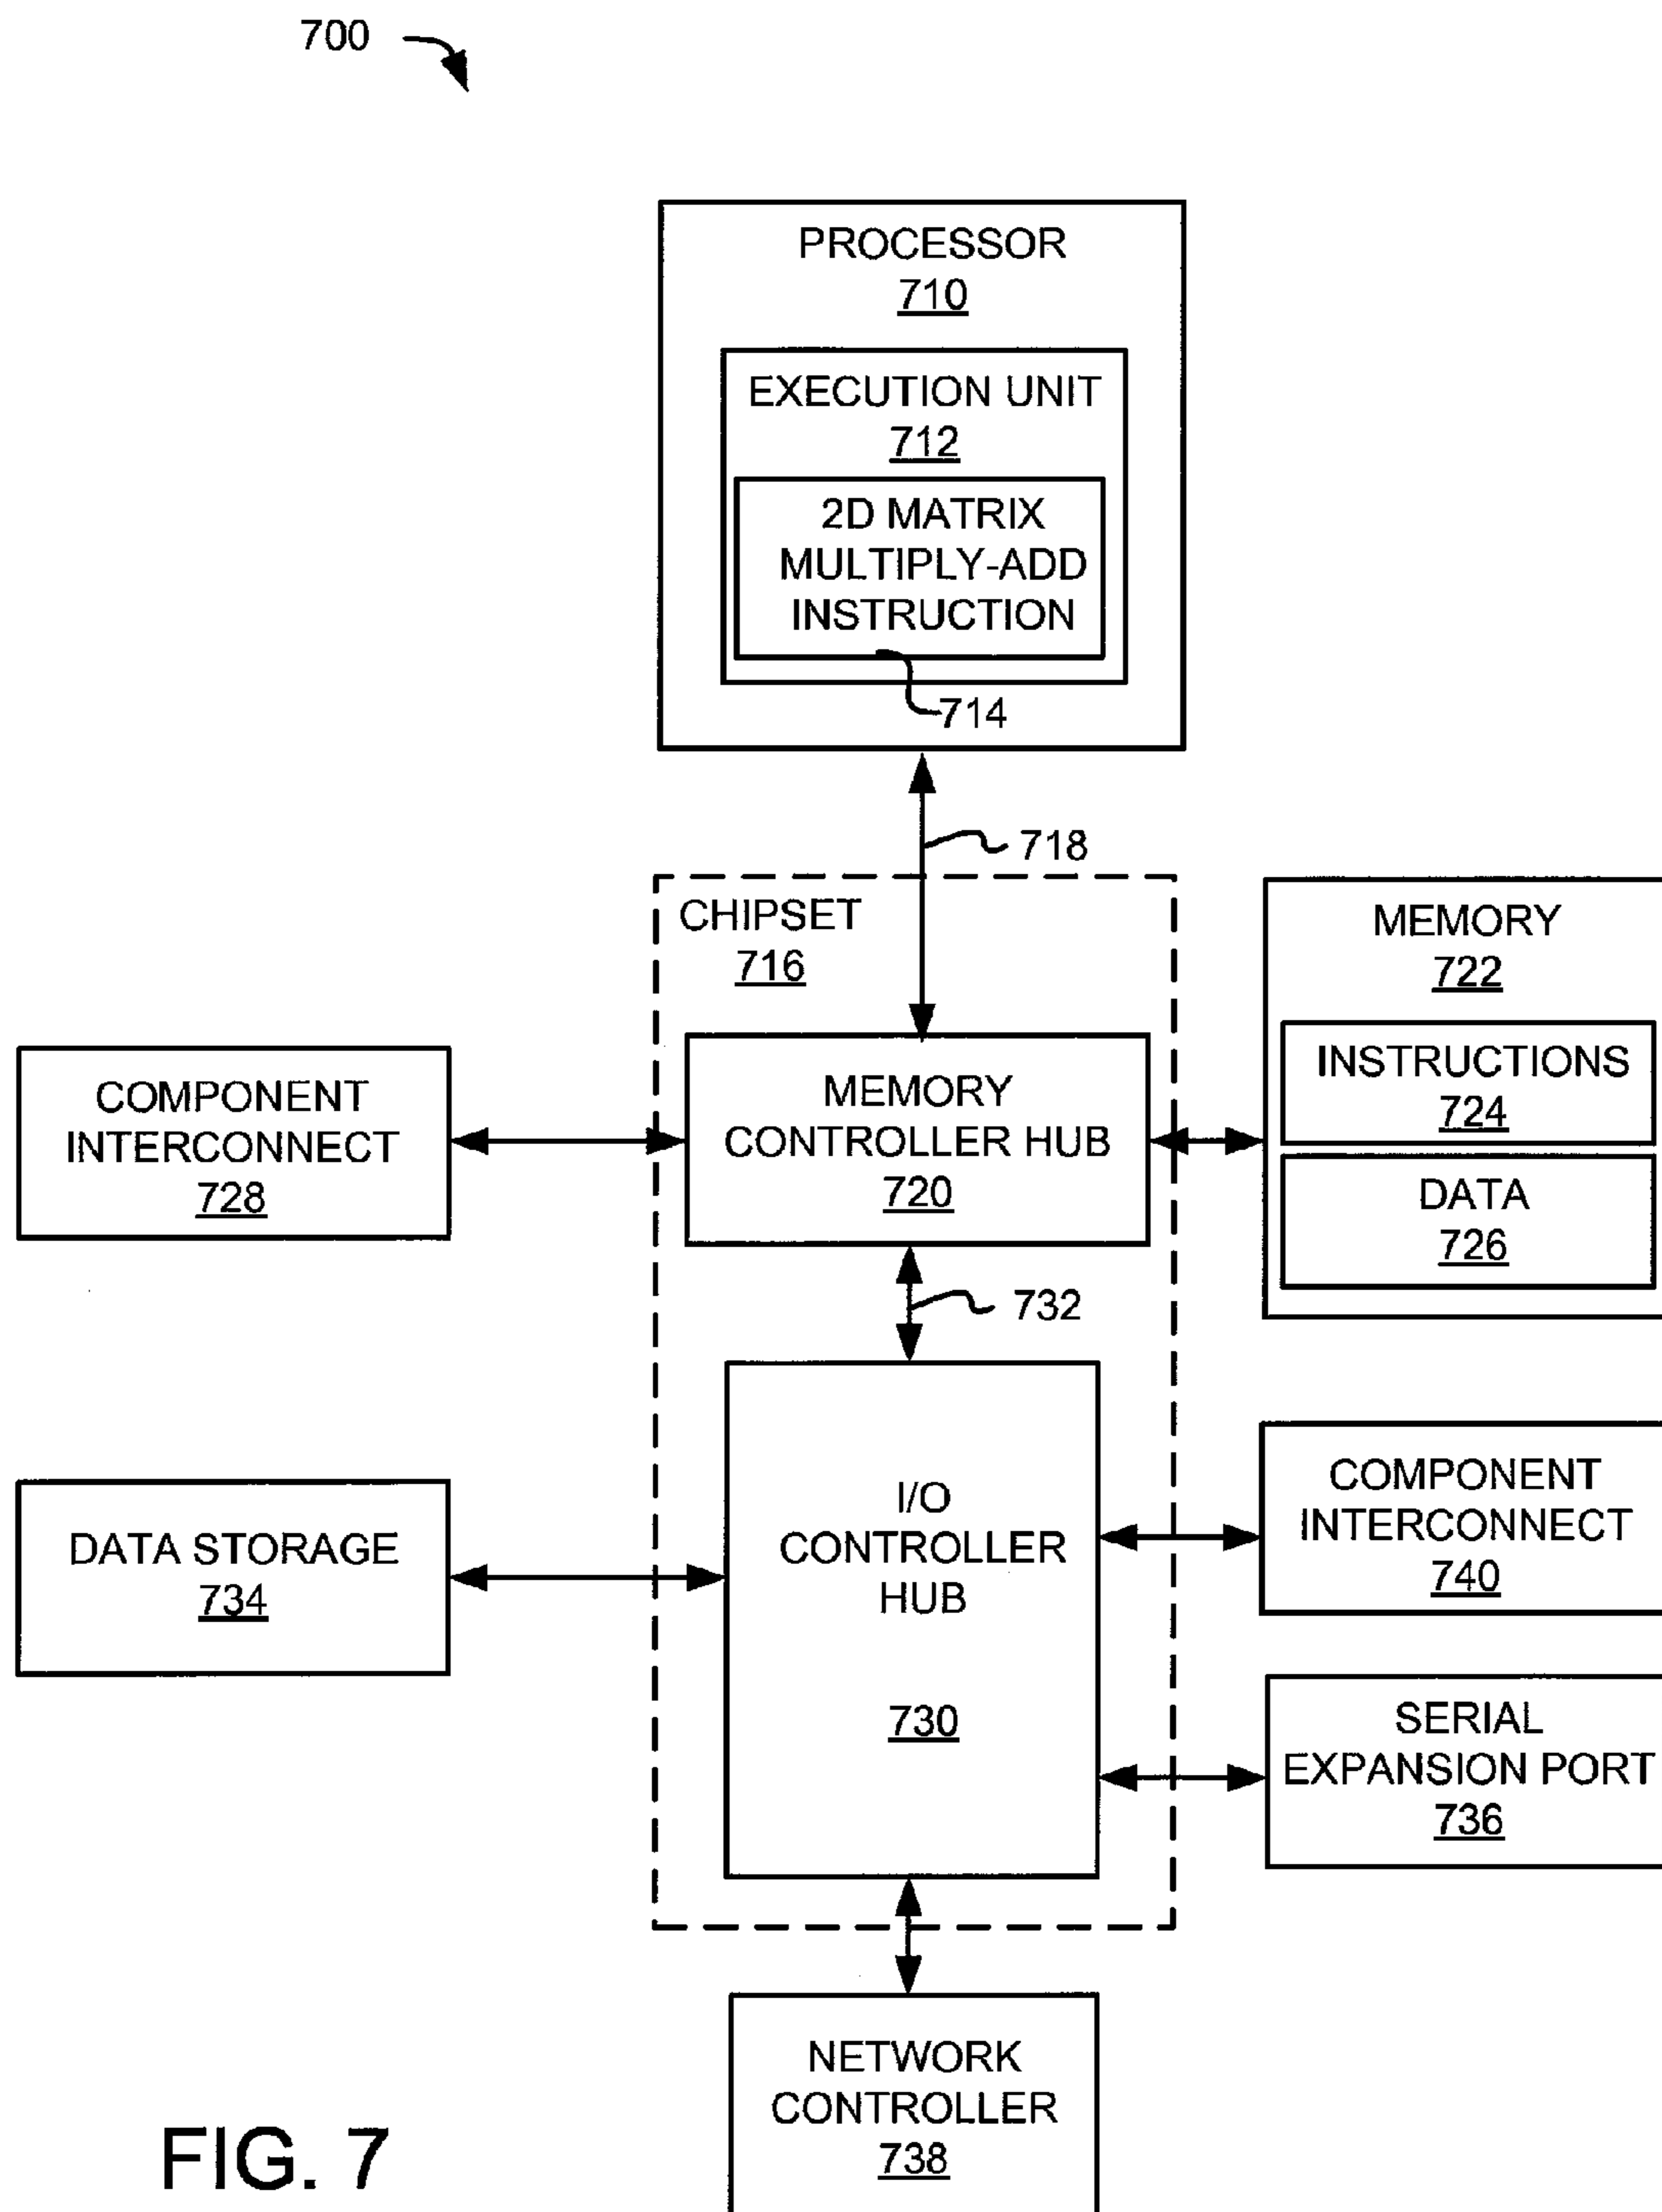 700
PROCESSOR
710
EXECUTION UNIT
712
2D MATRIX
MULTIPLY-ADD
INSTRUCTION
714
718
CHIPSET
716
MEMORY
722
INSTRUCTIONS
724
DATA
726
MEMORY
CONTROLLER HUB
720
COMPONENT
INTERCONNECT
728
732
I/O
CONTROLLER
HUB
730
DATA STORAGE
734
COMPONENT
INTERCONNECT
740
SERIAL
EXPANSION PORT
736
NETWORK
CONTROLLER
738
FIG. 7